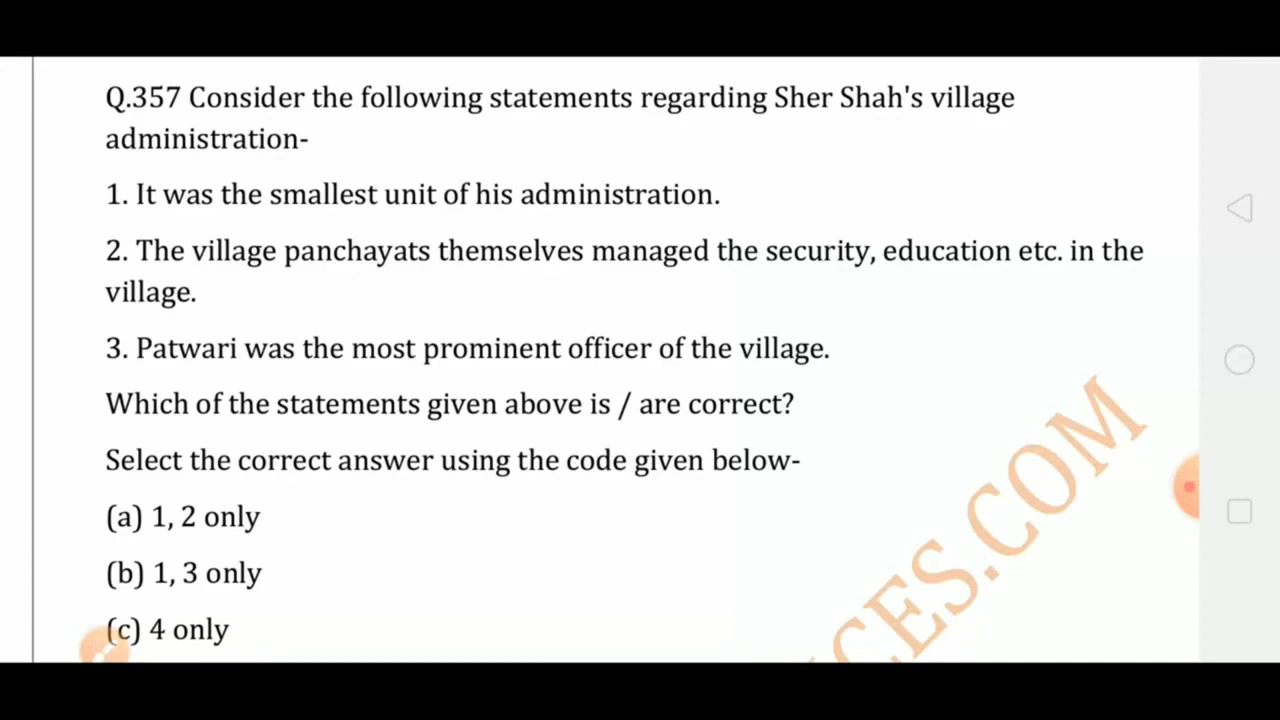 Q.357 Consider the following statements regarding Sher Shah's village
administration-
1. It was the smallest unit of his administration.
2. The village panchayats themselves managed the security, education etc. in the
village.
3. Patwari was the most prominent officer of the village.
Which of the statements given above is / are correct?
Select the correct answer using the code given below-
(a) 1, 2 only
(b) 1, 3 only
(c) 4 only